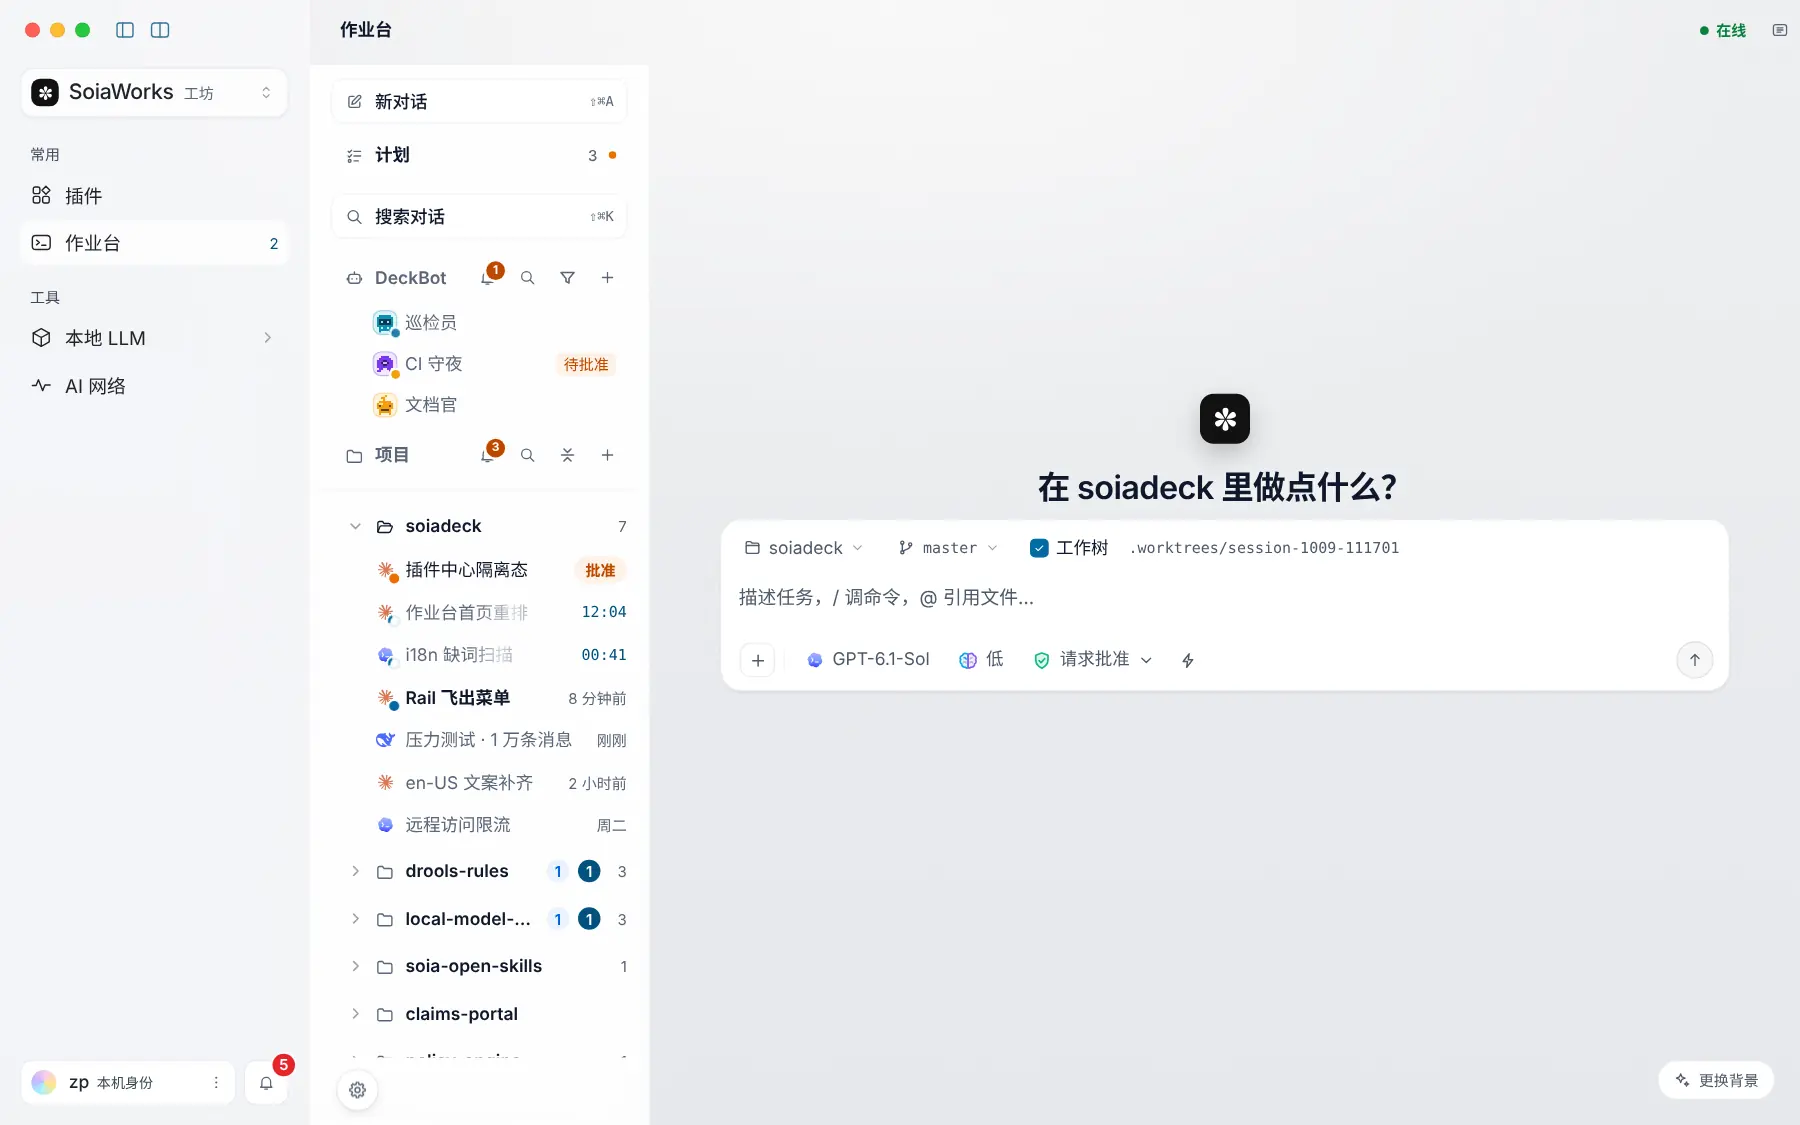 作业台
在线
SoiaWorks 工坊
常用
插件
作业台 2
工具
本地 LLM
AI 网络
新对话 ⇧⌘A
计划 3
搜索对话 ⇧⌘K
DeckBot 1
巡检员
CI 守夜 待批准
文档官
项目 3
soiadeck 7
插件中心隔离态 批准
作业台首页重排 12:04
i18n 缺词扫描 00:41
Rail 飞出菜单 8 分钟前
压力测试 · 1 万条消息 刚刚
en-US 文案补齐 2 小时前
远程访问限流 周二
drools-rules 1 1 3
local-model-... 1 1 3
soia-open-skills 1
claims-portal
在 soiadeck 里做点什么？
soiadeck master 工作树 .worktrees/session-1009-111701
描述任务，/ 调命令，@ 引用文件...
GPT-6.1-Sol 低 请求批准
zp 本机身份 5
更换背景